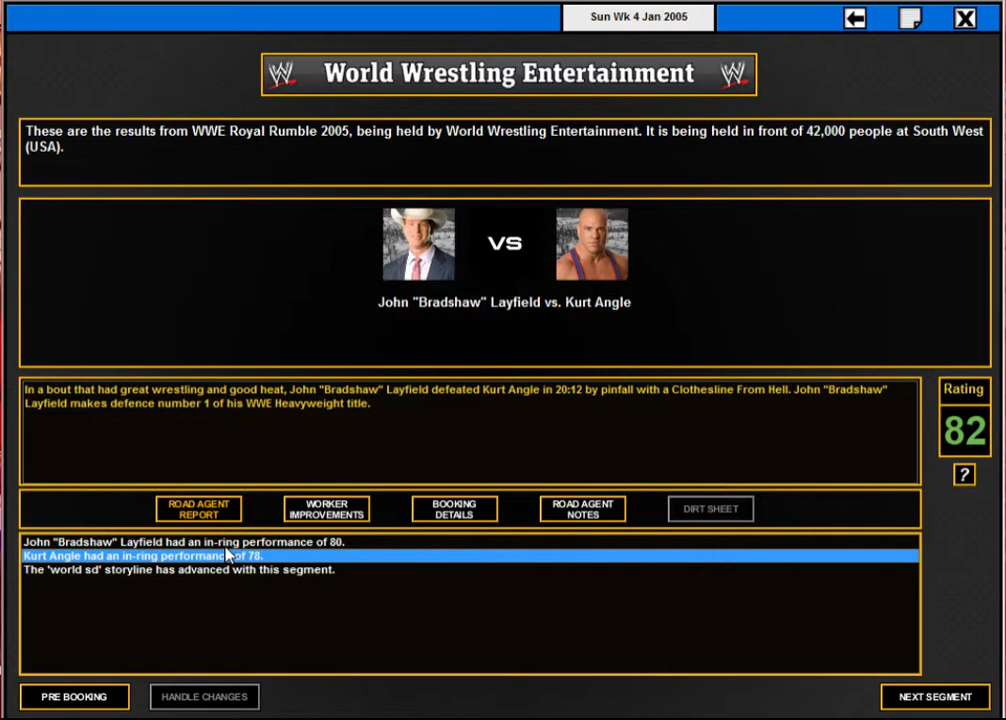 Sun Wk 4 Jan 2005
World Wrestling Entertainment
These are the results from WWE Royal Rumble 2005, being held by World Wrestling Entertainment. It is being held in front of 42,000 people at South West
(USA).
VS
John "Bradshaw" Layfield vs. Kurt Angle
In a bout that had great wrestling and good heat, John "Bradshaw" Layfield defeated Kurt Angle in 20:12 by pinfall with a Clothesline From Hell. John "Bradshaw"
Layfield makes defence number 1 of his WWE Heavyweight title.
Rating
82
?
ROAD AGENT
REPORT
WORKER
IMPROVEMENTS
BOOKING
DETAILS
ROAD AGENT
NOTES
DIRT SHEET
John "Bradshaw" Layfield had an in-ring performance of 80.
Kurt Angle had an in-ring performance of 78.
The 'world sd' storyline has advanced with this segment.
PRE BOOKING
HANDLE CHANGES
NEXT SEGMENT